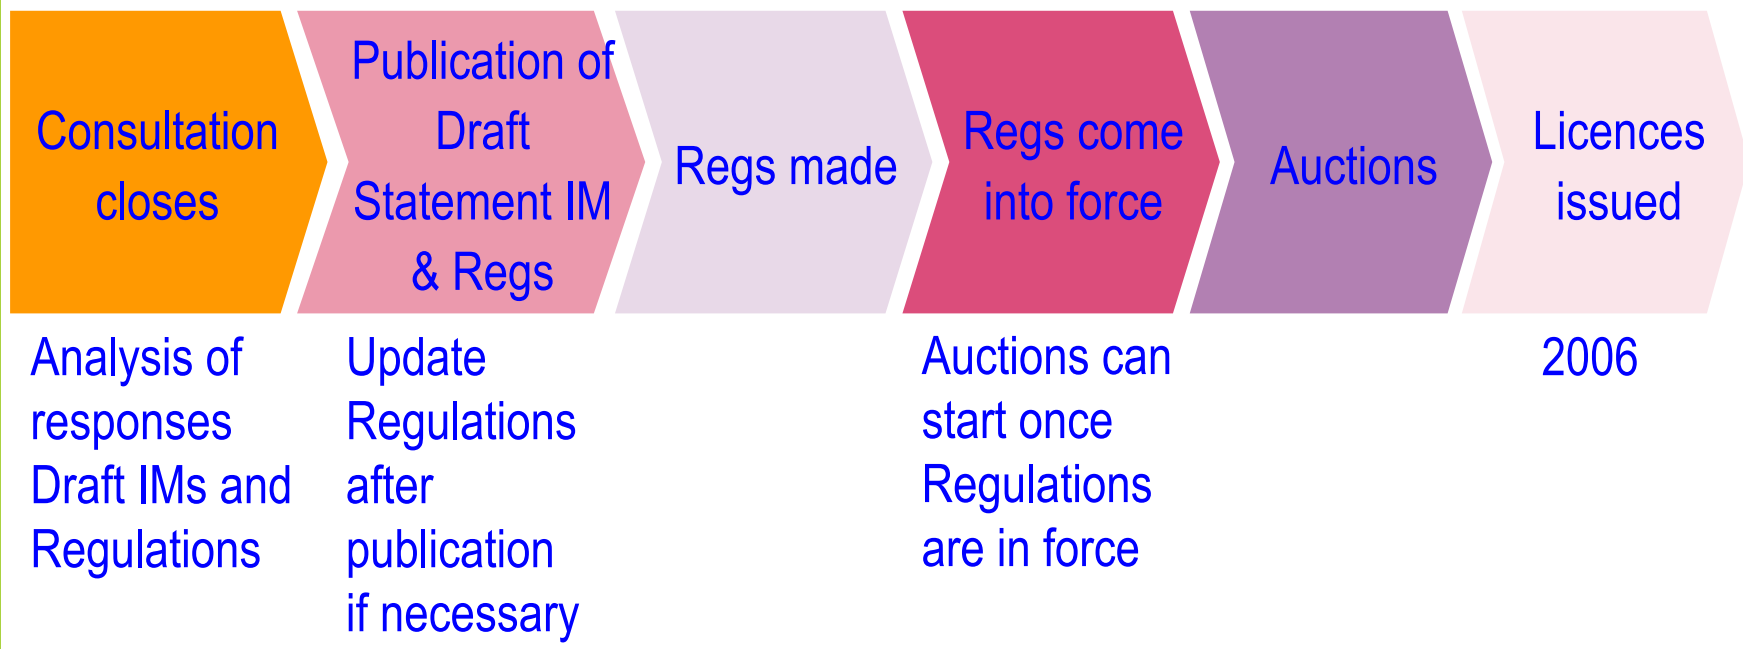 Consultation
closes
Publication of
Draft
Statement IM
& Regs
Regs made
Regs come
into force
Auctions
Licences
issued
Analysis of
responses
Draft IMs and
Regulations
Update
Regulations
after
publication
if necessary
Auctions can
start once
Regulations
are in force
2006